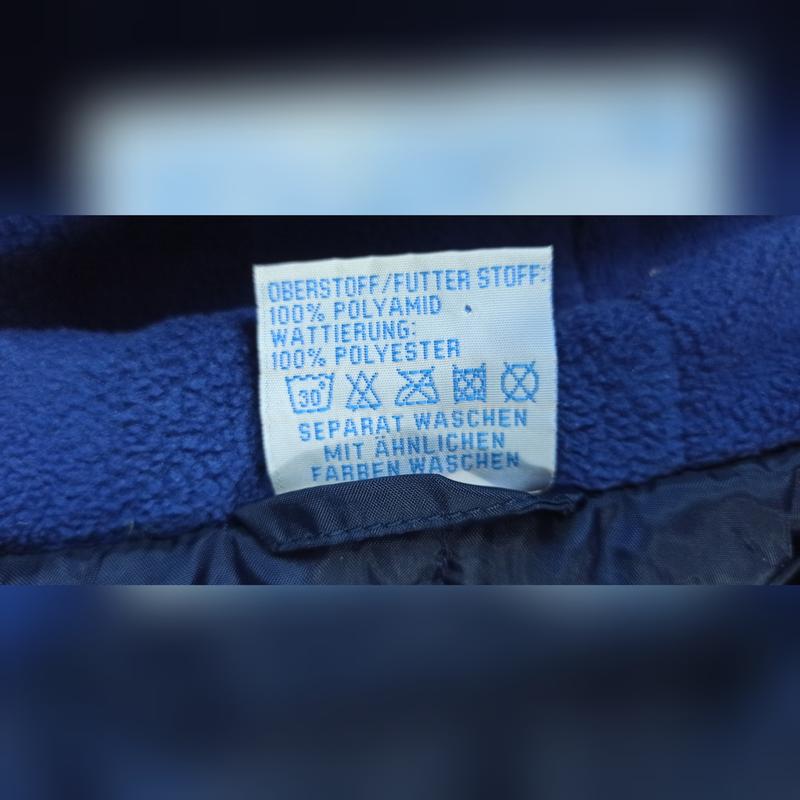 OBERSTOFF/FUTTER STOFF:
100% POLYAMID
WATTIERUNG:
100% POLYESTER
30°
SEPARAT WASCHEN
MIT ÄHNLICHEN
FARBEN WASCHEN